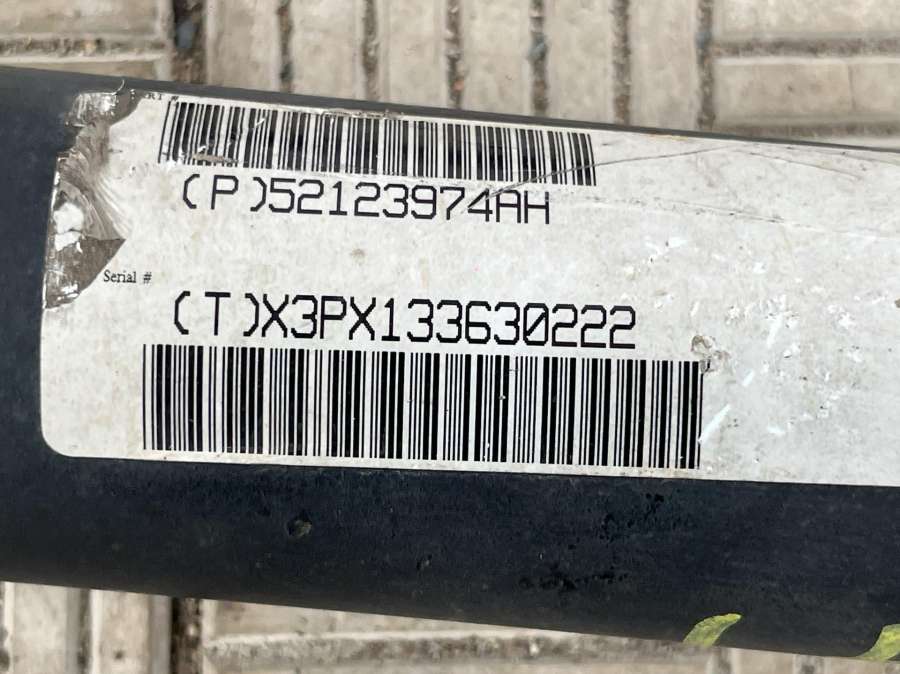 (P)52123974AH
Serial #
(T)X3PX133630222